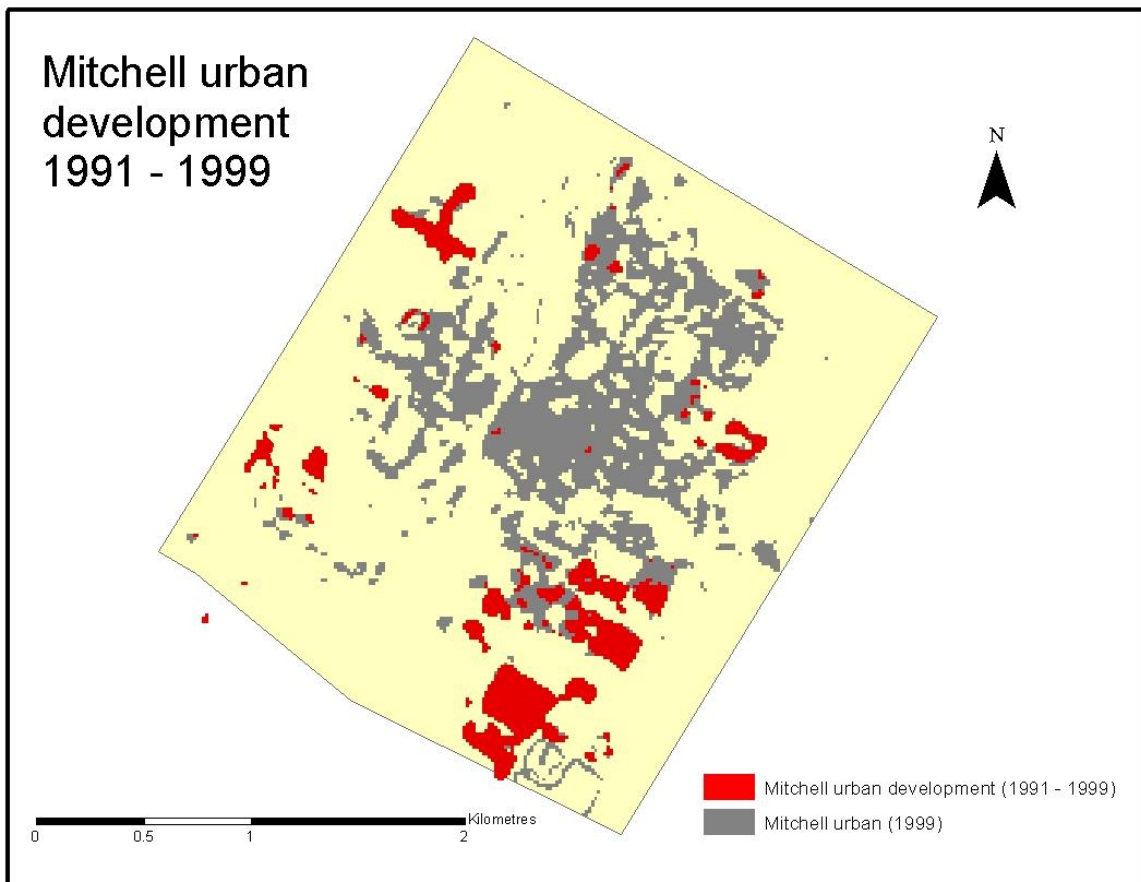 Mitchell urban
development
1991 - 1999
N
Mitchell urban development (1991 - 1999)
Mitchell urban (1999)
Kilometres
0 0.5 1 2